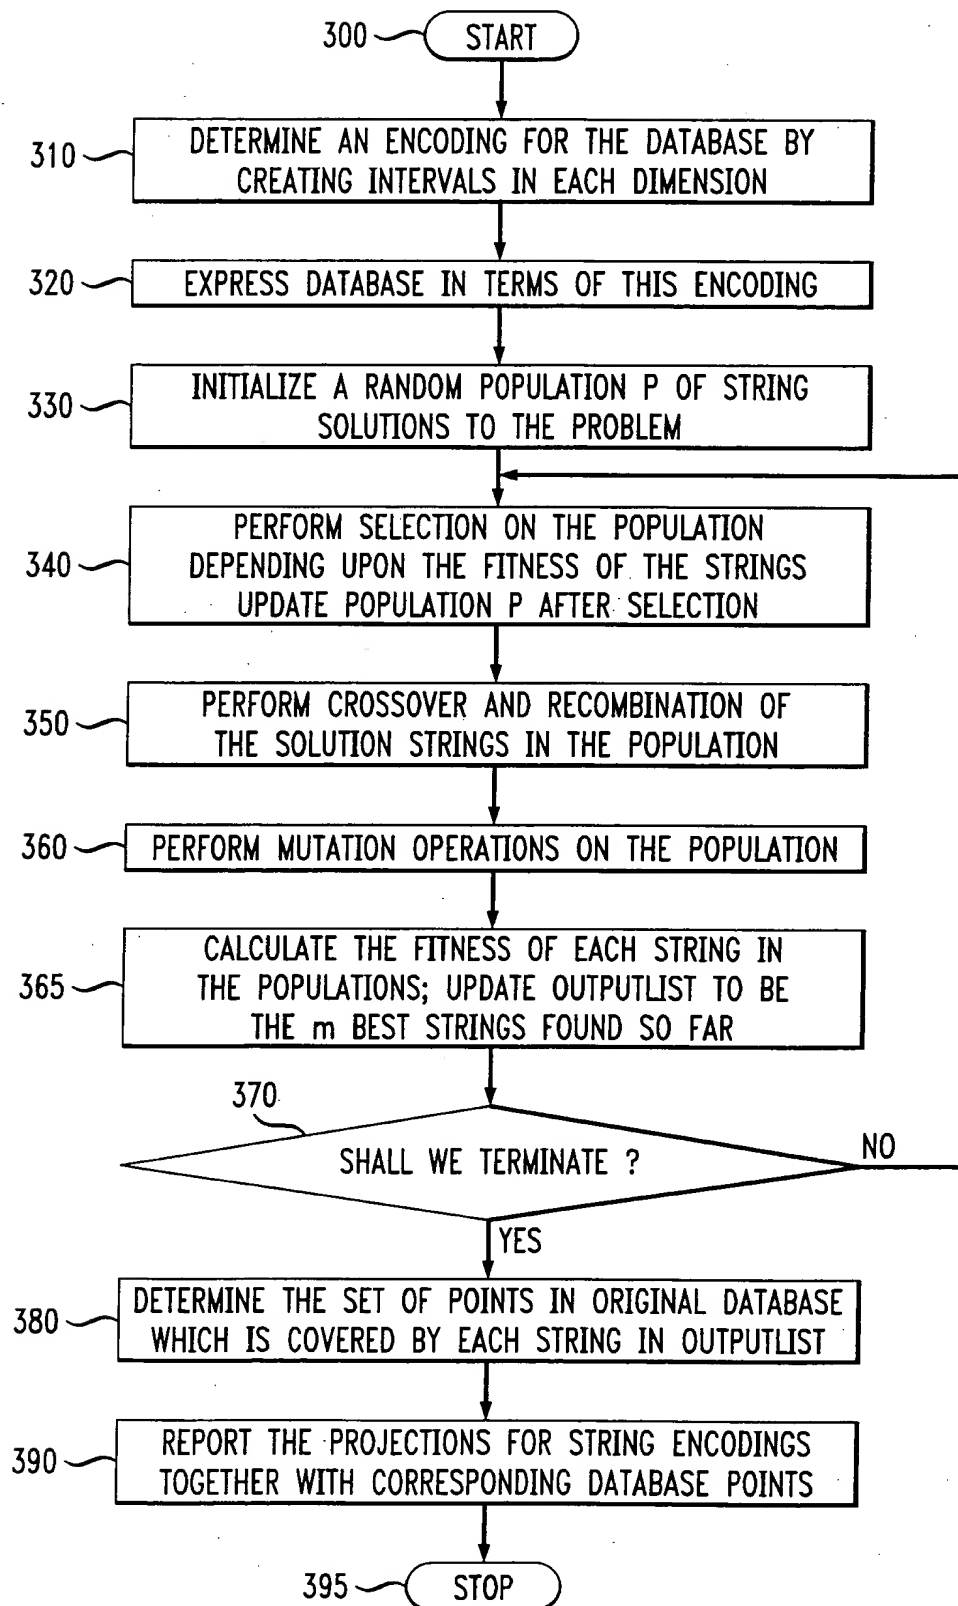 300 START
310 DETERMINE AN ENCODING FOR THE DATABASE BY
CREATING INTERVALS IN EACH DIMENSION
320 EXPRESS DATABASE IN TERMS OF THIS ENCODING
330 INITIALIZE A RANDOM POPULATION P OF STRING
SOLUTIONS TO THE PROBLEM
340 PERFORM SELECTION ON THE POPULATION
DEPENDING UPON THE FITNESS OF THE STRINGS
UPDATE POPULATION P AFTER SELECTION
350 PERFORM CROSSOVER AND RECOMBINATION OF
THE SOLUTION STRINGS IN THE POPULATION
360 PERFORM MUTATION OPERATIONS ON THE POPULATION
365 CALCULATE THE FITNESS OF EACH STRING IN
THE POPULATIONS; UPDATE OUTPUTLIST TO BE
THE m BEST STRINGS FOUND SO FAR
370
SHALL WE TERMINATE ?
NO
YES
380 DETERMINE THE SET OF POINTS IN ORIGINAL DATABASE
WHICH IS COVERED BY EACH STRING IN OUTPUTLIST
390 REPORT THE PROJECTIONS FOR STRING ENCODINGS
TOGETHER WITH CORRESPONDING DATABASE POINTS
395 STOP